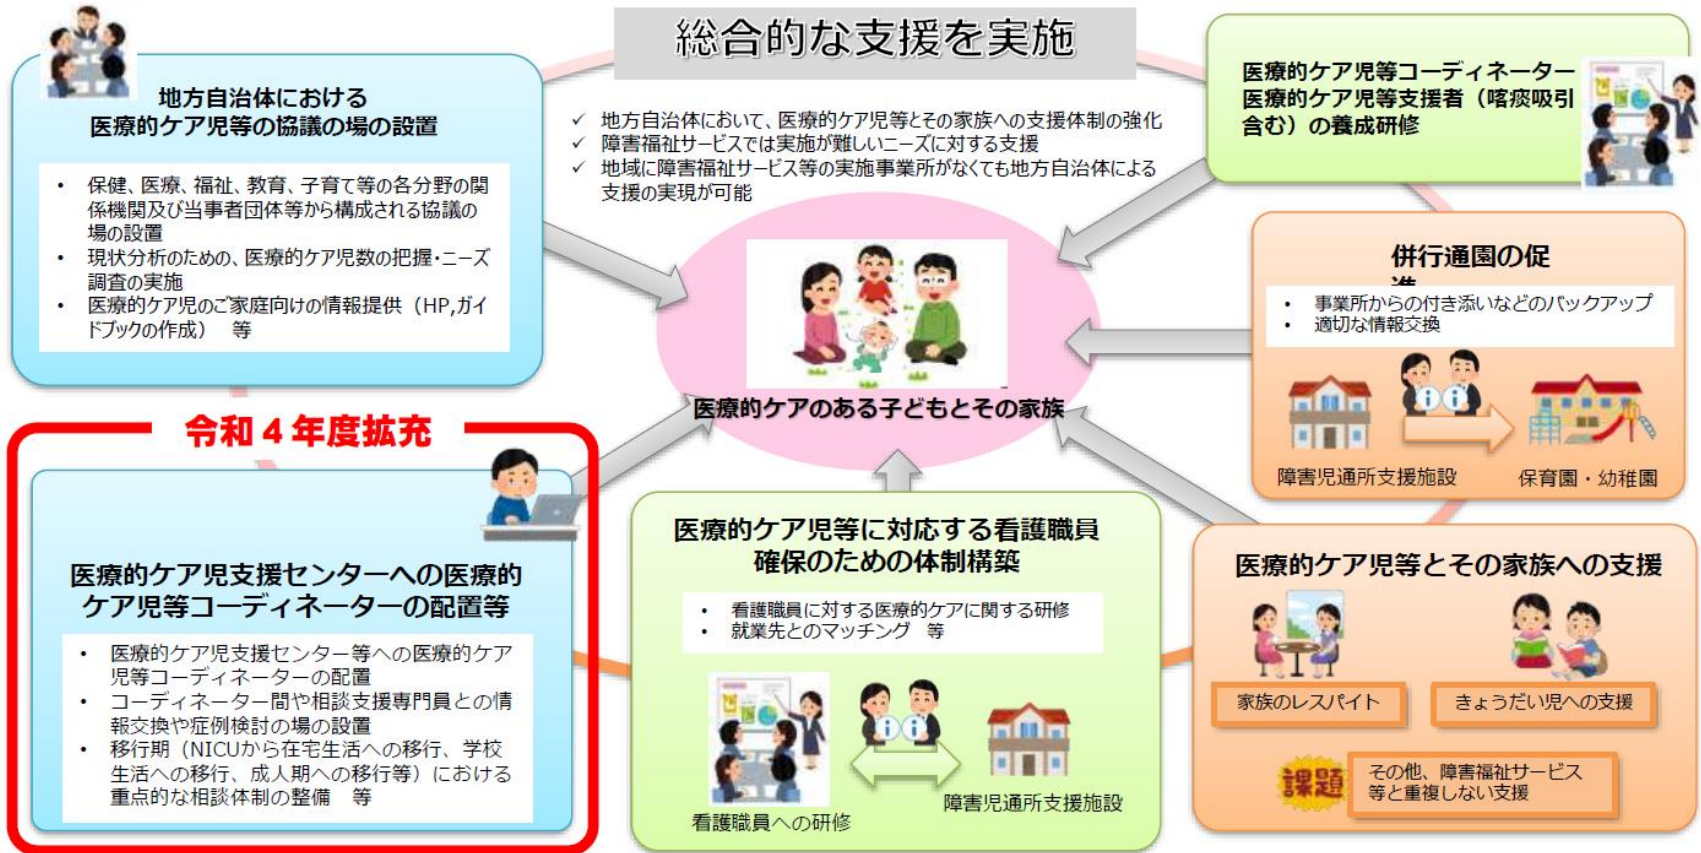 総合的な支援を実施
✓ 地方自治体において、医療的ケア児等とその家族への支援体制の強化
✓ 障害福祉サービスでは実施が難しいニーズに対する支援
✓ 地域に障害福祉サービス等の実施事業所がなくても地方自治体による
支援の実現が可能
地方自治体における
医療的ケア児等の協議の場の設置
• 保健、医療、福祉、教育、子育て等の各分野の関
係機関及び当事者団体等から構成される協議の
場の設置
• 現状分析のための、医療的ケア児数の把握・ニーズ
調査の実施
• 医療的ケア児のご家庭向けの情報提供（HP,ガイ
ドブックの作成） 等
医療的ケア児等コーディネーター
医療的ケア児等支援者（喀痰吸引
含む）の養成研修
併行通園の促
進
• 事業所からの付き添いなどのバックアップ
• 適切な情報交換
障害児通所支援施設
保育園・幼稚園
医療的ケアのある子どもとその家族
令和４年度拡充
医療的ケア児支援センターへの医療的
ケア児等コーディネーターの配置等
• 医療的ケア児支援センター等への医療的ケア
児等コーディネーターの配置
• コーディネーター間や相談支援専門員との情
報交換や症例検討の場の設置
• 移行期（NICUから在宅生活への移行、学校
生活への移行、成人期への移行等）における
重点的な相談体制の整備 等
医療的ケア児等に対応する看護職員
確保のための体制構築
• 看護職員に対する医療的ケアに関する研修
• 就業先とのマッチング 等
看護職員への研修
障害児通所支援施設
医療的ケア児等とその家族への支援
家族のレスパイト
きょうだい児への支援
課題
その他、障害福祉サービス
等と重複しない支援